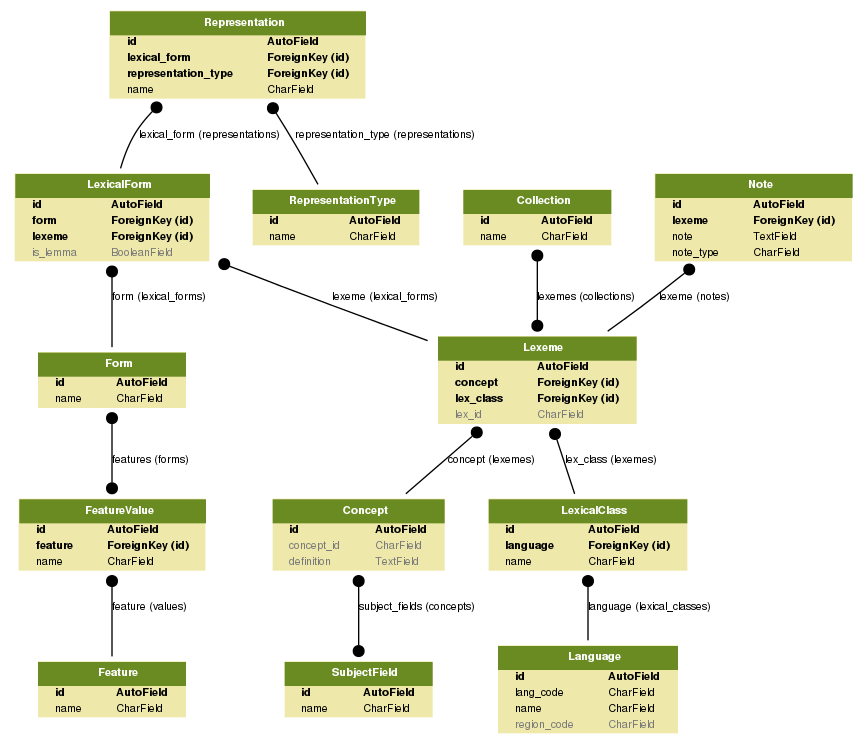 Representation
id AutoField
lexical_form ForeignKey (id)
representation_type ForeignKey (id)
name CharField
lexical_form (representations)
representation_type (representations)
LexicalForm
id AutoField
form ForeignKey (id)
lexeme ForeignKey (id)
is_lemma BooleanField
RepresentationType
id AutoField
name CharField
Collection
id AutoField
name CharField
Note
id AutoField
lexeme ForeignKey (id)
note TextField
note_type CharField
form (lexical_forms)
lexeme (lexical_forms)
lexemes (collections)
lexeme (notes)
Form
id AutoField
name CharField
Lexeme
id AutoField
concept ForeignKey (id)
lex_class ForeignKey (id)
lex_id CharField
features (forms)
concept (lexemes)
lex_class (lexemes)
FeatureValue
id AutoField
feature ForeignKey (id)
name CharField
Concept
id AutoField
concept_id CharField
definition TextField
LexicalClass
id AutoField
language ForeignKey (id)
name CharField
feature (values)
subject_fields (concepts)
language (lexical_classes)
Feature
id AutoField
name CharField
SubjectField
id AutoField
name CharField
Language
id AutoField
lang_code CharField
name CharField
region_code CharField